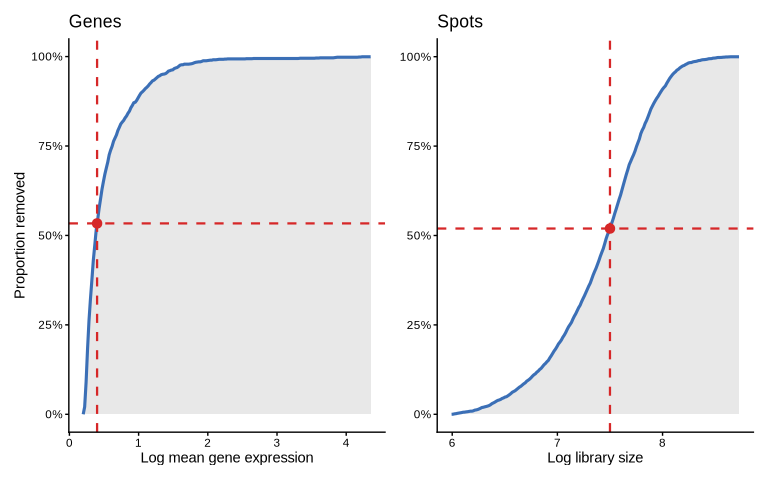 Genes
Spots
Proportion removed
100%
75%
50%
25%
0%
0 1 2 3 4
Log mean gene expression
100%
75%
50%
25%
0%
6 7 8
Log library size